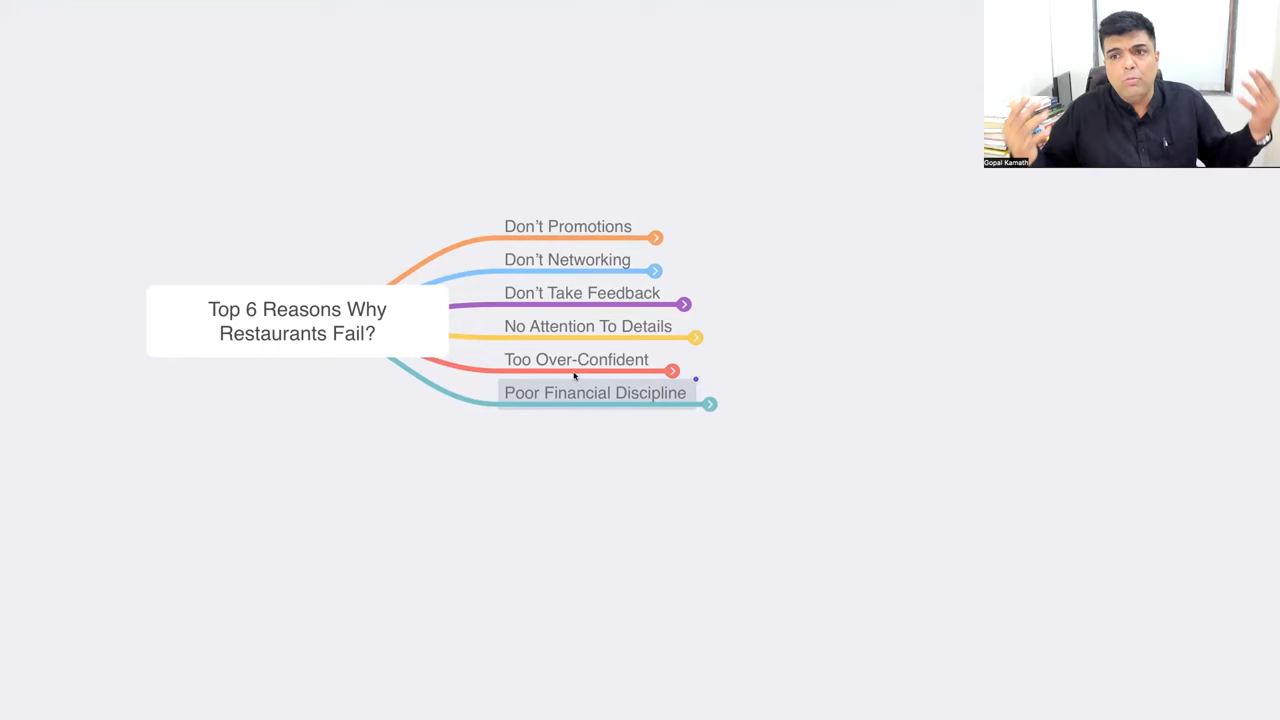 Gopal Kamath
Don’t Promotions
Don’t Networking
Don’t Take Feedback
Top 6 Reasons Why
Restaurants Fail?
No Attention To Details
Too Over-Confident
Poor Financial Discipline